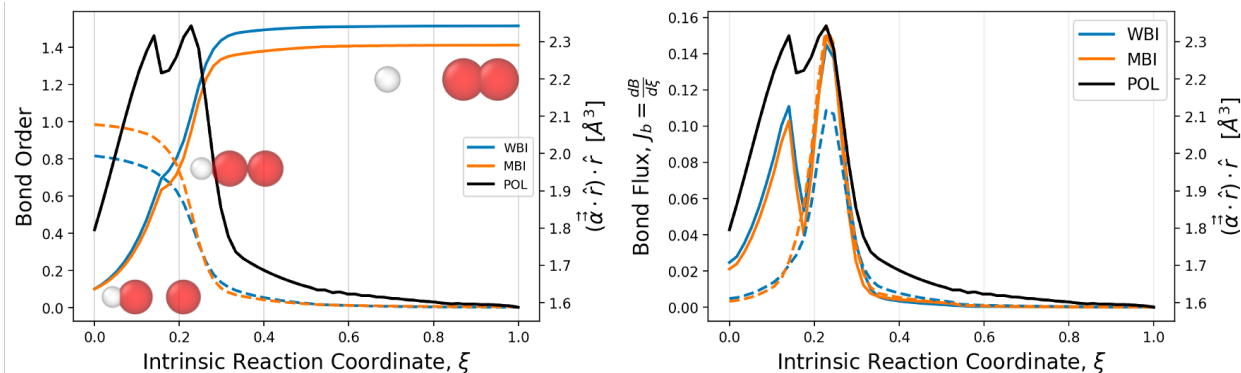 Bond Order
1.4
1.2
1.0
0.8
0.6
0.4
0.2
0.0
0.0 0.2 0.4 0.6 0.8 1.0
Intrinsic Reaction Coordinate, ξ
WBI
MBI
POL
2.3
2.2
2.1
2.0
1.9
1.8
1.7
1.6
(α⃗⃗ · r̂) · r̂ [Å³]
Bond Flux, J_b = dB/dξ
0.16
0.14
0.12
0.10
0.08
0.06
0.04
0.02
0.00
0.0 0.2 0.4 0.6 0.8 1.0
Intrinsic Reaction Coordinate, ξ
WBI
MBI
POL
2.3
2.2
2.1
2.0
1.9
1.8
1.7
1.6
(α⃗⃗ · r̂) · r̂ [Å³]